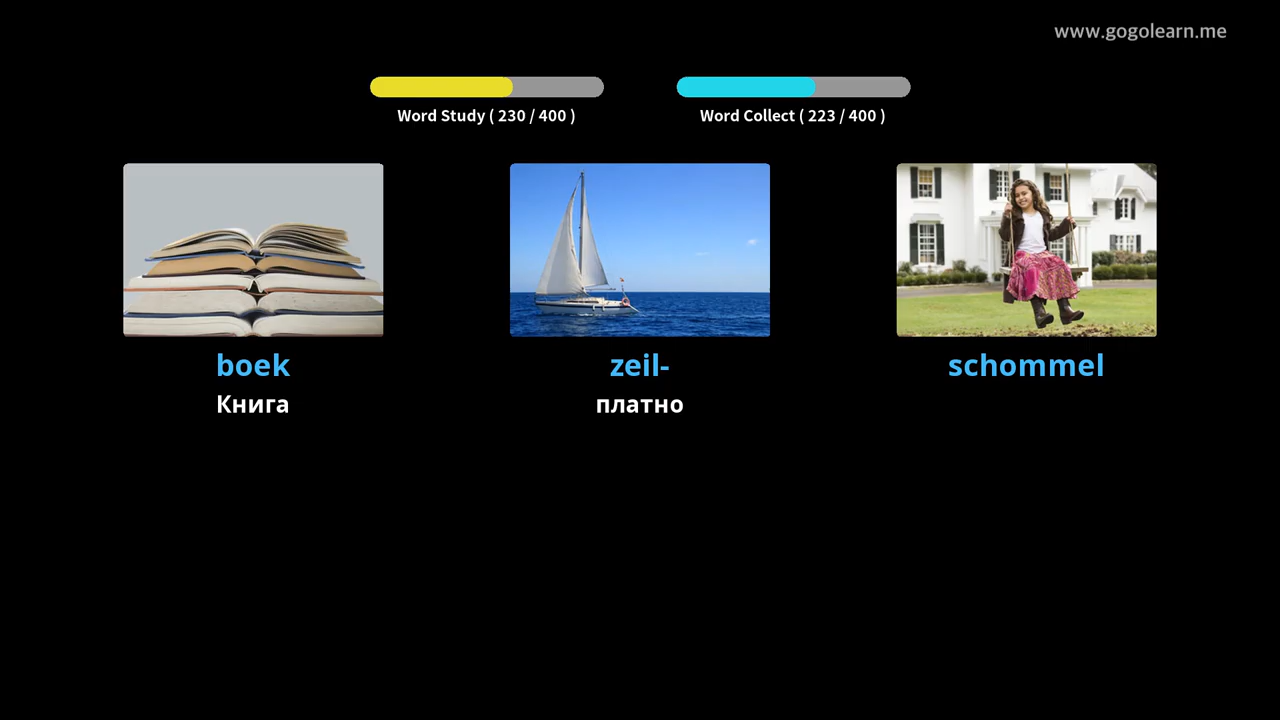 www.gogolearn.me
Word Study ( 230 / 400 )
Word Collect ( 223 / 400 )
boek
zeil-
schommel
Книга
платно